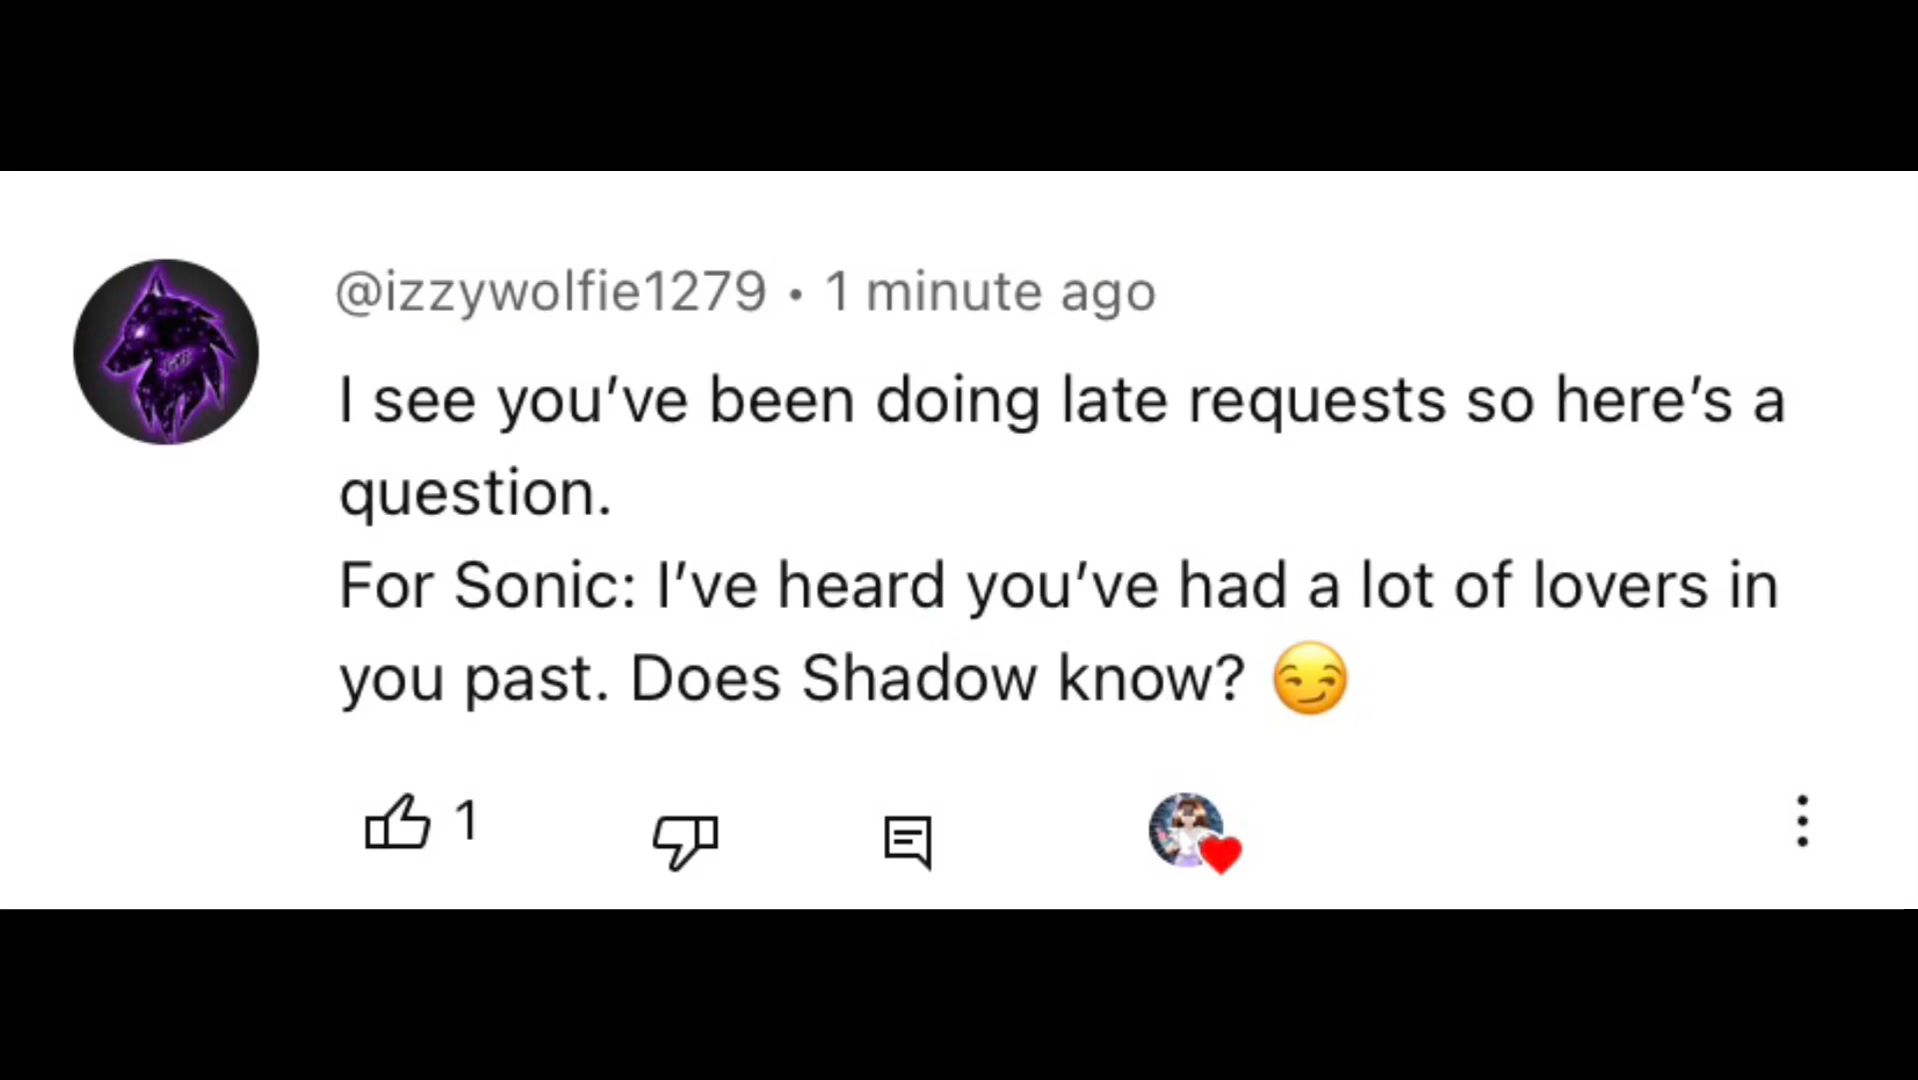 @izzywolfie1279 • 1 minute ago
I see you’ve been doing late requests so here’s a
question.
For Sonic: I’ve heard you’ve had a lot of lovers in
you past. Does Shadow know? 😏
1